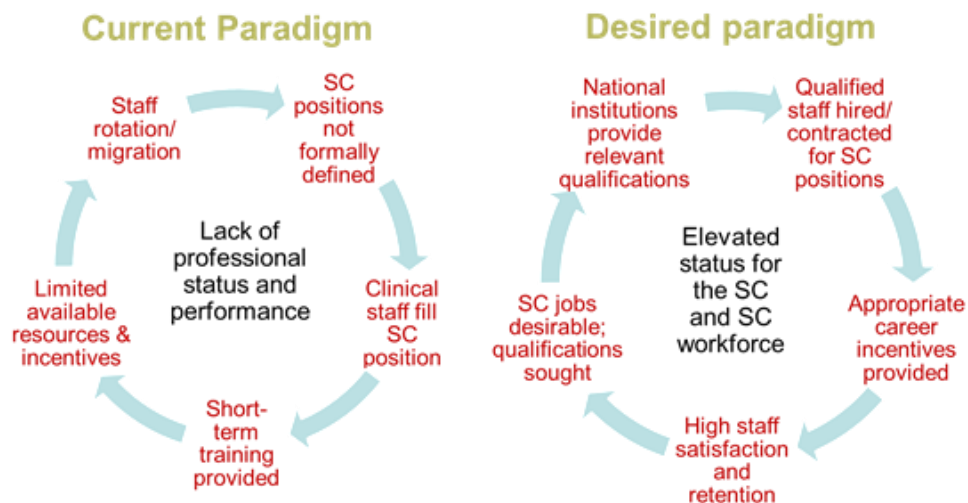 Current Paradigm
Staff
rotation/
migration
SC
positions
not
formally
defined
Clinical
staff fill
SC
position
Short-
term
training
provided
Limited
available
resources &
incentives
Lack of
professional
status and
performance
Desired paradigm
National
institutions
provide
relevant
qualifications
Qualified
staff hired/
contracted
for SC
positions
Appropriate
career
incentives
provided
High staff
satisfaction
and
retention
SC jobs
desirable;
qualifications
sought
Elevated
status for
the SC
and SC
workforce